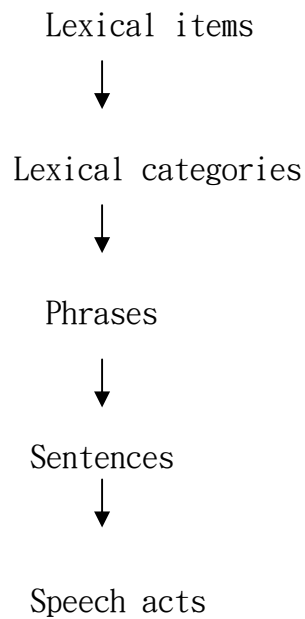 Lexical items
Lexical categories
Phrases
Sentences
Speech acts